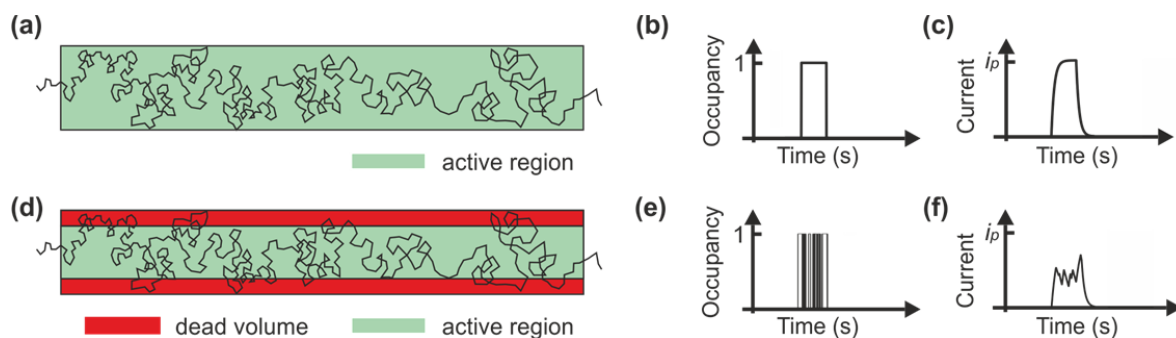 (a)
active region
(b)
Occupancy
1
Time (s)
(c)
Current
ip
Time (s)
(d)
dead volume
active region
(e)
Occupancy
1
Time (s)
(f)
Current
ip
Time (s)